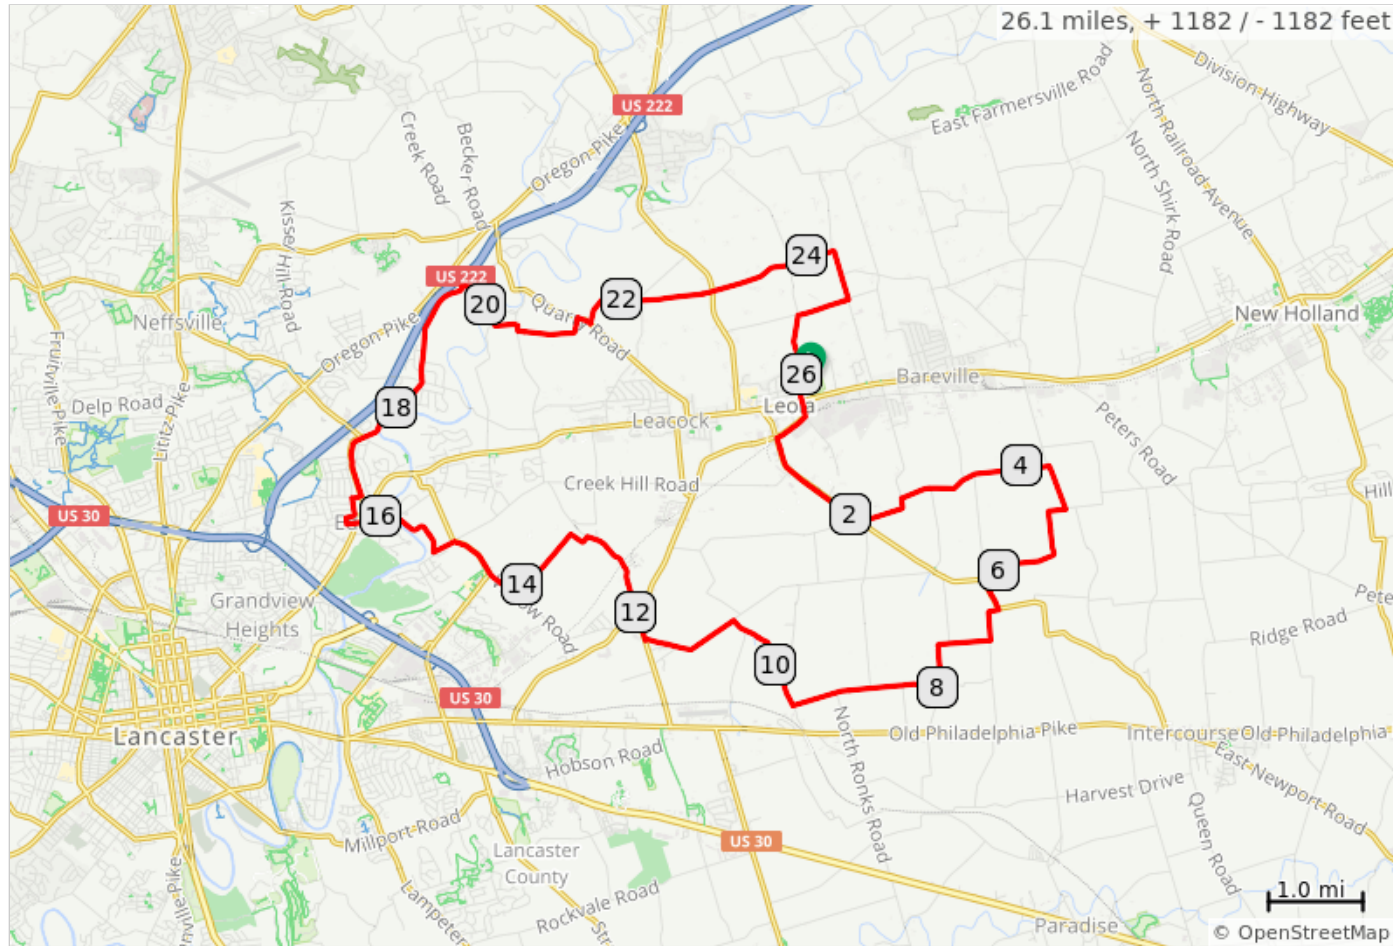 26.1 miles, + 1182 / - 1182 feet
Division Highway
East Farmersville Road
North Railroad Avenue
North Shirk Road
US 222
Oregon Pike
Creek Road
Becker Road
Kissel Hill Road
24
US 222
20
22
Quarry Road
Neffsville
New Holland
Oregon Pike
Fruitville Pike
Lititz Pike
26
Bareville
Delp Road
18
Leola
Leacock
Peters Road
4
Creek Hill Road
Hill
US 30
16
2
14
6
Grandview
Heights
12
Ridge Road
10
8
US 30
Lancaster
Old Philadelphia Pike
Intercourse
Old Philadelphia
Hobson Road
North Ronks Road
East Newport Road
Harvest Drive
Queen Road
Millport Road
US 30
Lancaster
County
Rockvale Road
Lampeter
1.0 mi
Paradise
© OpenStreetMap